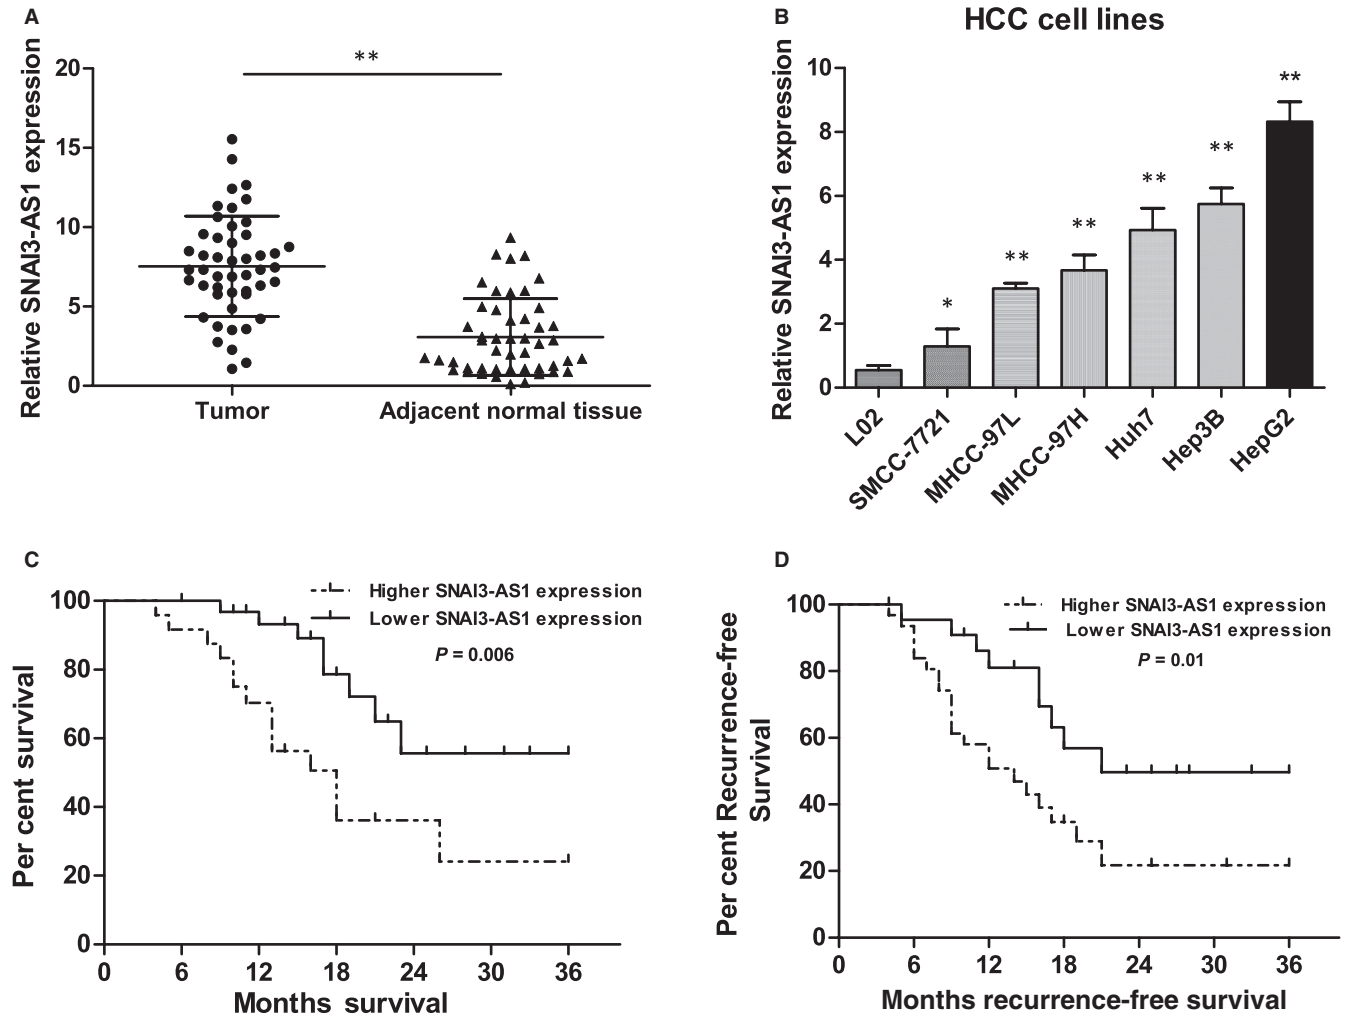 A
Relative SNAI3-AS1 expression
20
15
10
5
0
**
Tumor
Adjacent normal tissue
B
HCC cell lines
Relative SNAI3-AS1 expression
10
8
6
4
2
0
*
**
**
**
**
**
L02
SMCC-7721
MHCC-97L
MHCC-97H
Huh7
Hep3B
HepG2
C
Per cent survival
100
80
60
40
20
0
Higher SNAI3-AS1 expression
Lower SNAI3-AS1 expression
P = 0.006
0 6 12 18 24 30 36
Months survival
D
Per cent Recurrence-free
Survival
100
80
60
40
20
0
Higher SNAI3-AS1 expression
Lower SNAI3-AS1 expression
P = 0.01
0 6 12 18 24 30 36
Months recurrence-free survival